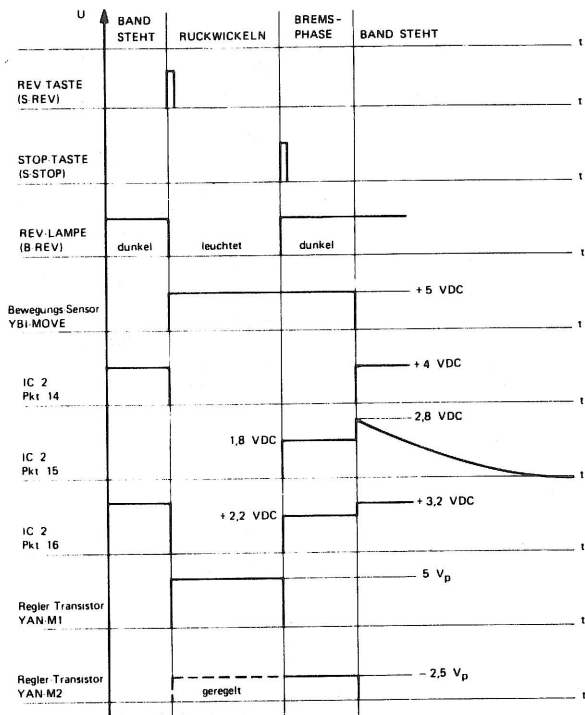 U
BAND STEHT
RÜCKWICKELN
BREMS-PHASE
BAND STEHT
t
REV TASTE
(S-REV)
t
STOP-TASTE
(S-STOP)
t
REV-LAMPE
(B-REV)
dunkel
leuchtet
dunkel
t
Bewegungs-Sensor
YBI-MOVE
+ 5 VDC
t
IC 2
Pkt 14
+ 4 VDC
t
IC 2
Pkt 15
1,8 VDC
2,8 VDC
t
IC 2
Pkt 16
+ 2,2 VDC
+ 3,2 VDC
t
Regler Transistor
YAN-M1
5 Vp
t
Regler-Transistor
YAN-M2
geregelt
− 2,5 Vp
t